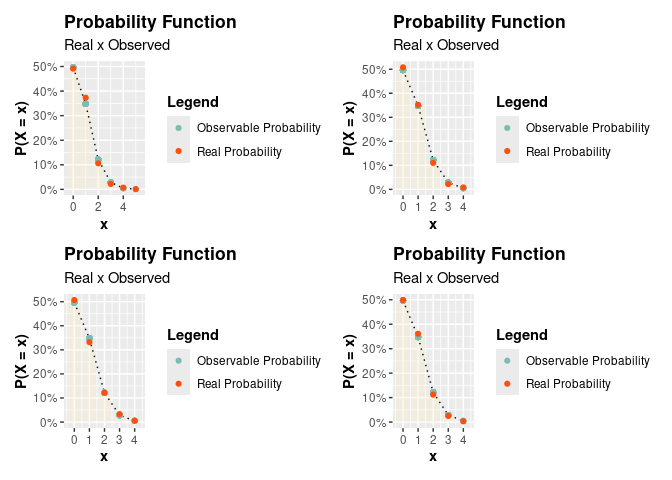 Probability Function
Real x Observed
50%
40%
30%
20%
10%
0%
P(X = x)
0 2 4
x
Legend
Observable Probability
Real Probability
Probability Function
Real x Observed
50%
40%
30%
20%
10%
0%
P(X = x)
0 1 2 3 4
x
Legend
Observable Probability
Real Probability
Probability Function
Real x Observed
50%
40%
30%
20%
10%
0%
P(X = x)
0 1 2 3 4
x
Legend
Observable Probability
Real Probability
Probability Function
Real x Observed
50%
40%
30%
20%
10%
0%
P(X = x)
0 1 2 3 4
x
Legend
Observable Probability
Real Probability